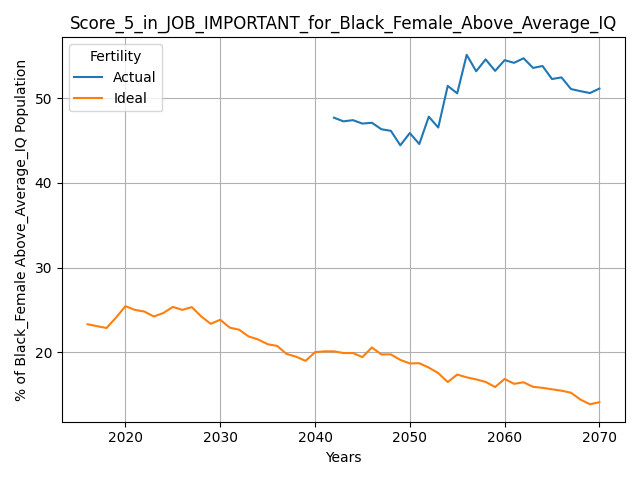 Score_5_in_JOB_IMPORTANT_for_Black_Female_Above_Average_IQ
Fertility
Actual
Ideal
% of Black_Female Above_Average_IQ Population
50
40
30
20
2020
2030
2040
2050
2060
2070
Years